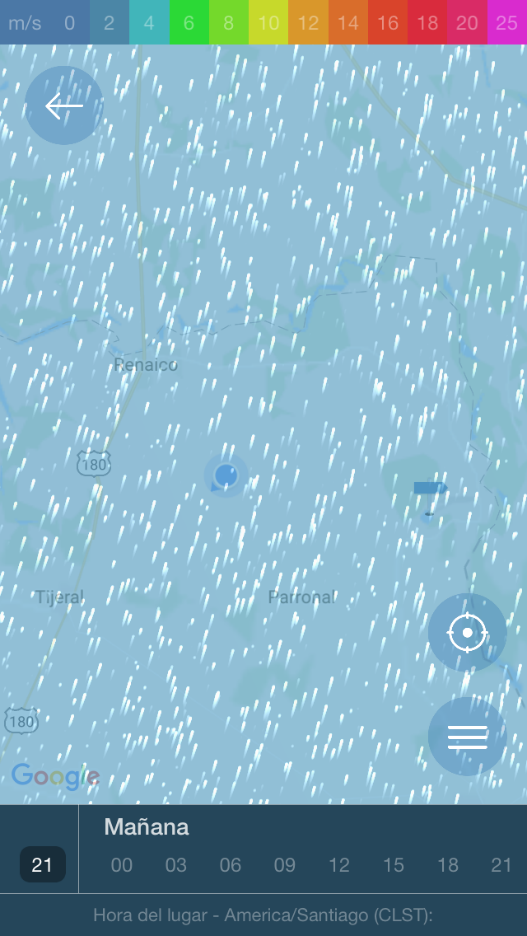 m/s 0 2 4 6 8 10 12 14 16 18 20 25
Renaico
180
Tijeral Parronal
180
Google
Mañana
21 00 03 06 09 12 15 18 21
Hora del lugar - America/Santiago (CLST):